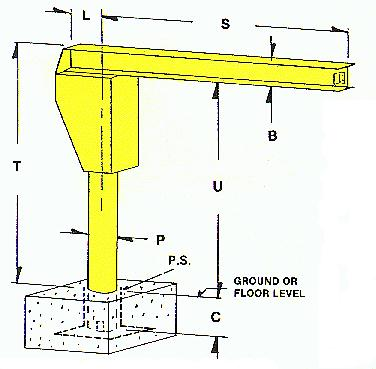 L
S
B
T
U
P
P.S.
GROUND OR
FLOOR LEVEL
C